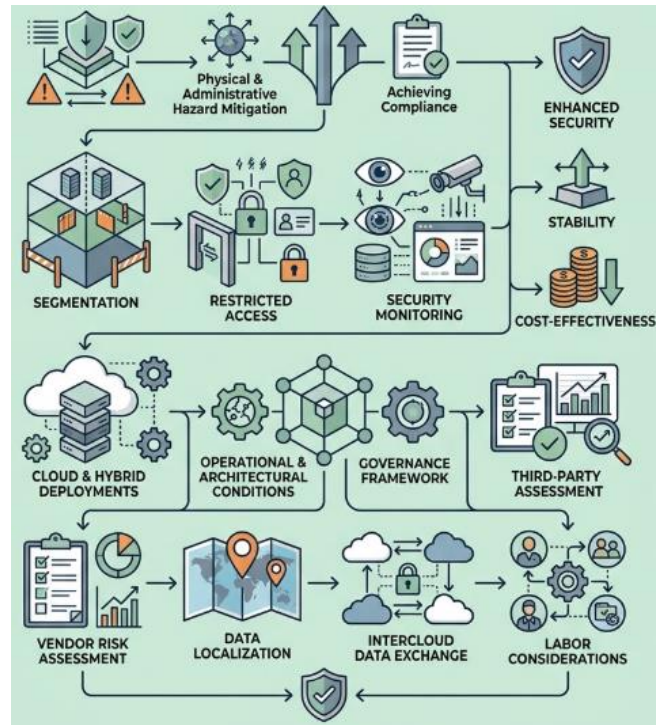 Physical &
Administrative
Hazard Mitigation
Achieving
Compliance
ENHANCED
SECURITY
STABILITY
SEGMENTATION
RESTRICTED
ACCESS
SECURITY
MONITORING
$
$
COST-EFFECTIVENESS
CLOUD & HYBRID
DEPLOYMENTS
OPERATIONAL &
ARCHITECTURAL
CONDITIONS
GOVERNANCE
FRAMEWORK
THIRD-PARTY
ASSESSMENT
VENDOR RISK
ASSESSMENT
DATA
LOCALIZATION
INTERCLOUD
DATA EXCHANGE
LABOR
CONSIDERATIONS